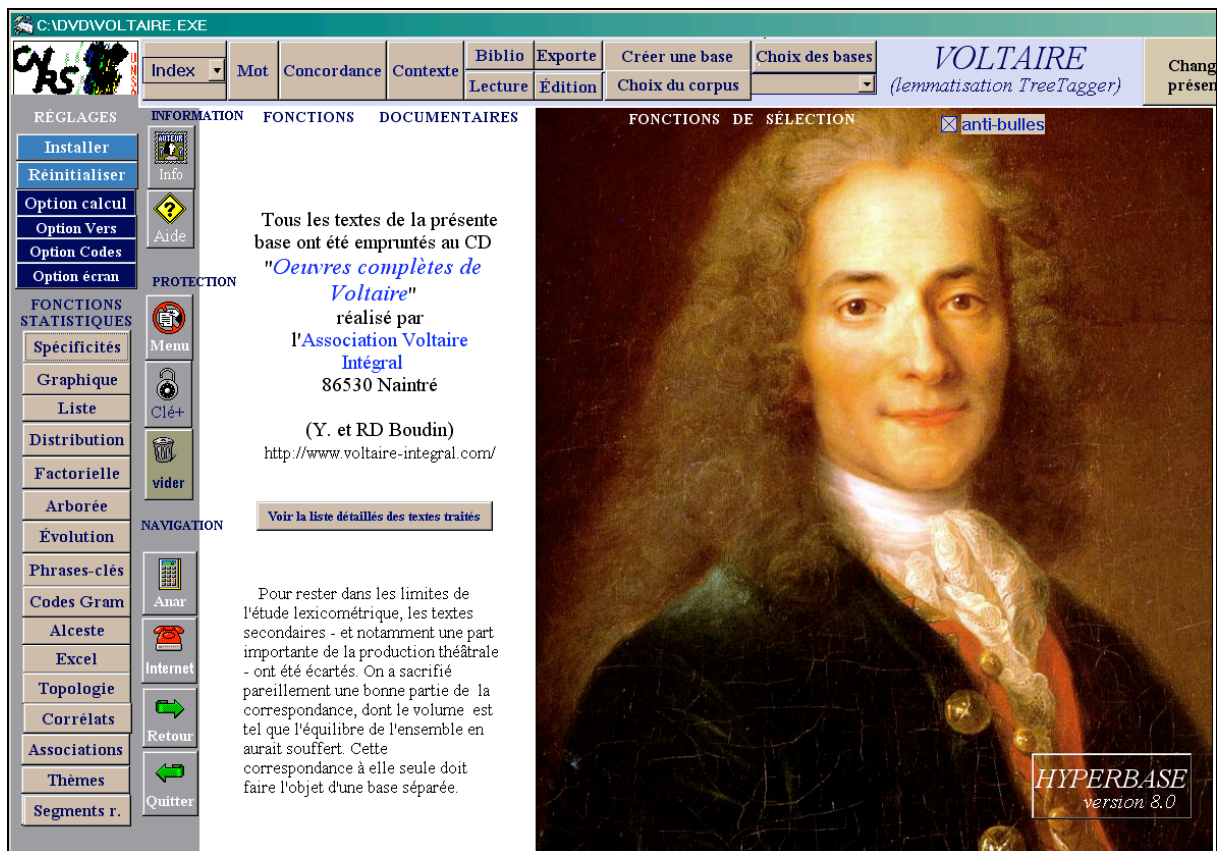 C:\DVD\VOLTAIRE.EXE
CNRS
UNSA
Index
Mot
Concordance
Contexte
Biblio
Lecture
Exporte
Édition
Créer une base
Choix du corpus
Choix des bases
VOLTAIRE
(lemmatisation TreeTagger)
Chang
présen
RÉGLAGES
Installer
Réinitialiser
Option calcul
Option Vers
Option Codes
Option écran
FONCTIONS
STATISTIQUES
Spécificités
Graphique
Liste
Distribution
Factorielle
Arborée
Évolution
Phrases-clés
Codes Gram
Alceste
Excel
Topologie
Corrélats
Associations
Thèmes
Segments r.
INFORMATION
AUTEUR
Info
Aide
PROTECTION
Menu
Clé+
vider
NAVIGATION
Anar
Internet
Retour
Quitter
FONCTIONS DOCUMENTAIRES
Tous les textes de la présente
base ont été empruntés au CD
"Oeuvres complètes de
Voltaire"
réalisé par
l'Association Voltaire
Intégral
86530 Naintré
(Y. et RD Boudin)
http://www.voltaire-integral.com/
Voir la liste détaillés des textes traités
Pour rester dans les limites de
l'étude lexicométrique, les textes
secondaires - et notamment une part
importante de la production théâtrale
- ont été écartés. On a sacrifié
pareillement une bonne partie de la
correspondance, dont le volume est
tel que l'équilibre de l'ensemble en
aurait souffert. Cette
correspondance à elle seule doit
faire l'objet d'une base séparée.
FONCTIONS DE SÉLECTION
anti-bulles
HYPERBASE
version 8.0